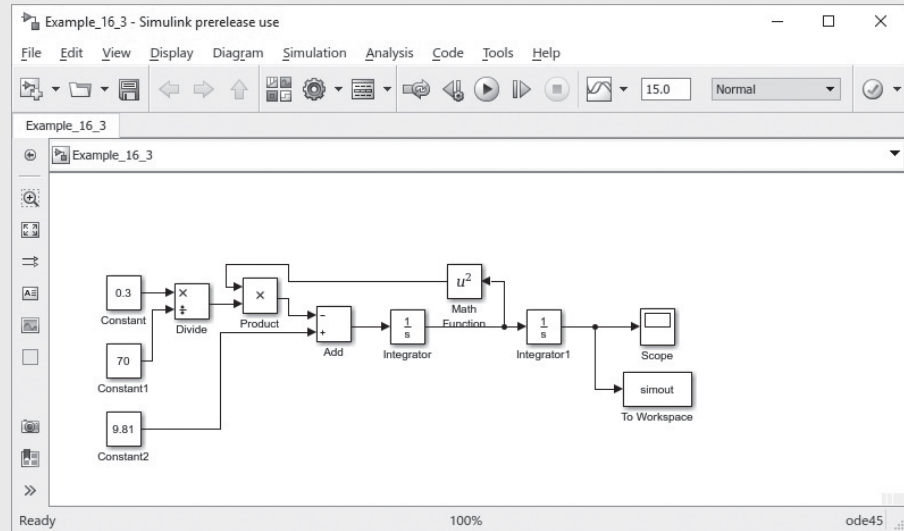 Example_16_3 - Simulink prerelease use
File Edit View Display Diagram Simulation Analysis Code Tools Help
15.0 Normal
Example_16_3
Example_16_3
0.3
Constant
×
÷
Divide
×
Product
u²
Math
Function
−
+
Add
1
s
Integrator
1
s
Integrator1
Scope
70
Constant1
simout
To Workspace
9.81
Constant2
Ready 100% ode45